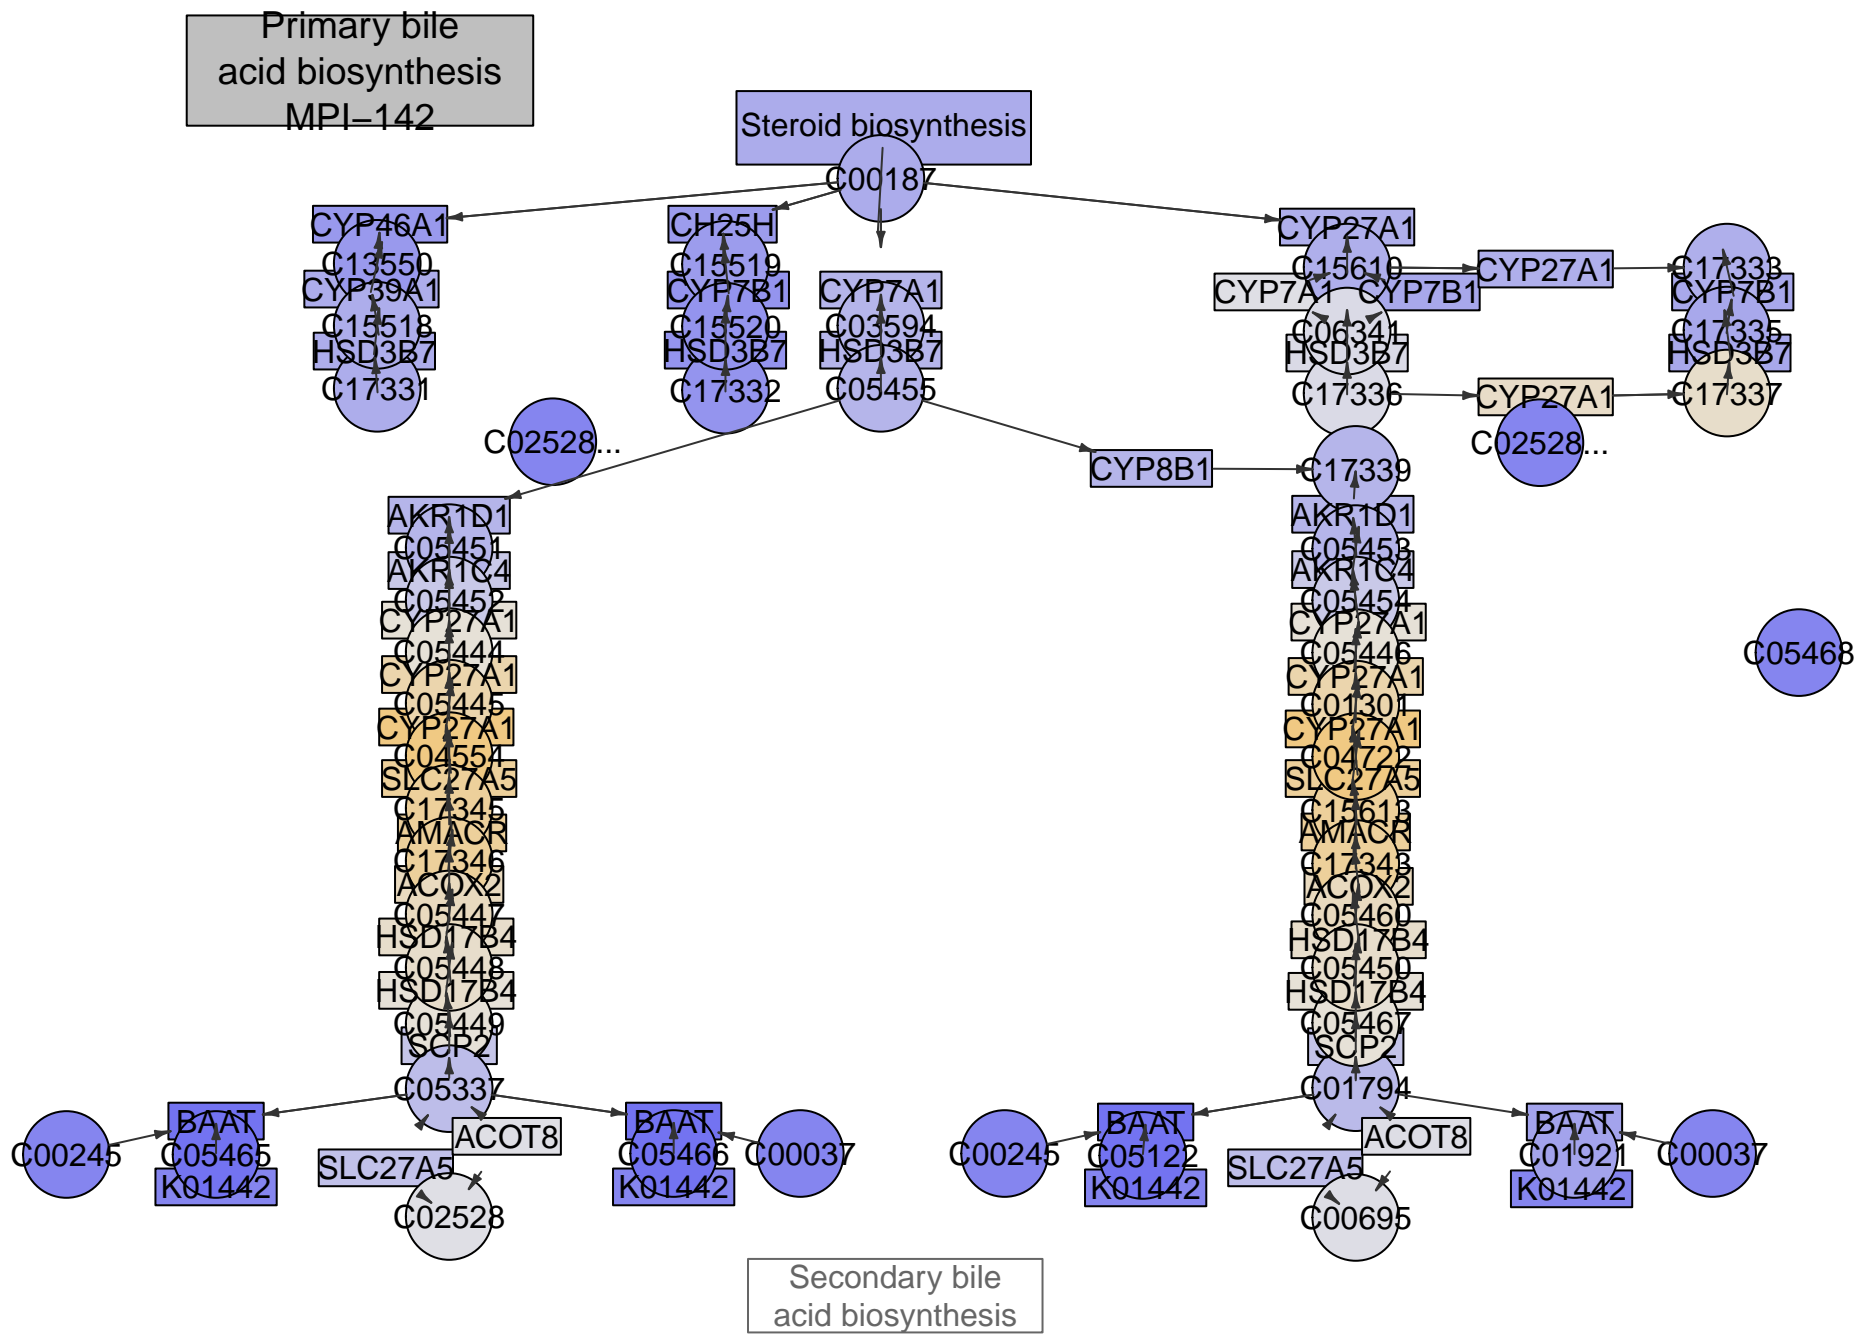 Primary bile
acid biosynthesis
MPI−142
Steroid biosynthesis
C00187
CYP46A1
C13550
CYP39A1
C15518
HSD3B7
C17331
CH25H
C15519
CYP7B1
C15520
HSD3B7
C17332
CYP7A1
C03594
HSD3B7
C05455
CYP27A1
C15610
CYP7A1
CYP7B1
C06341
HSD3B7
C17336
CYP27A1
C17333
CYP7B1
C17335
HSD3B7
CYP27A1
C17337
C02528...
C02528...
CYP8B1
C17339
AKR1D1
C05451
AKR1C4
C05452
CYP27A1
C05444
CYP27A1
C05445
CYP27A1
C04554
SLC27A5
C17345
AMACR
C17346
ACOX2
C05447
HSD17B4
C05448
HSD17B4
C05449
SCP2
C05337
AKR1D1
C05453
AKR1C4
C05454
CYP27A1
C05446
CYP27A1
C01301
CYP27A1
C04722
SLC27A5
C15613
AMACR
C17343
ACOX2
C05460
HSD17B4
C05450
HSD17B4
C05467
SCP2
C01794
C05468
C00245
BAAT
C05465
K01442
SLC27A5
ACOT8
C02528
BAAT
C05466
K01442
C00037
C00245
BAAT
C05122
K01442
SLC27A5
ACOT8
C00695
BAAT
C01921
K01442
C00037
Secondary bile
acid biosynthesis